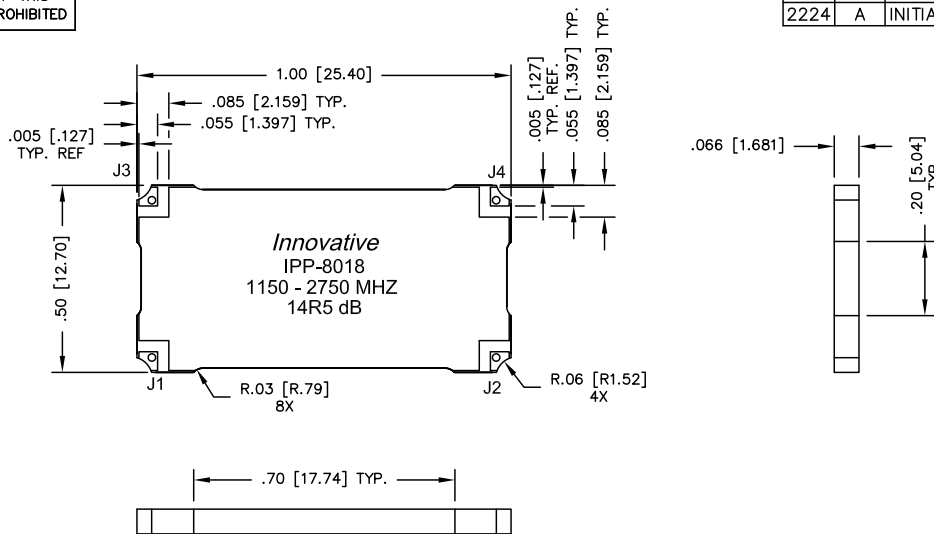 THIS
ROHIBITED
2224 A INITIA
1.00 [25.40]
.085 [2.159] TYP.
.055 [1.397] TYP.
.005 [.127]
TYP. REF
.005 [.127]
TYP. REF.
.055 [1.397] TYP.
.085 [2.159] TYP.
J3
J4
.066 [1.681]
.20 [5.04]
TYP
.50 [12.70]
Innovative
IPP-8018
1150 - 2750 MHZ
14R5 dB
J1
J2
R.03 [R.79]
8X
R.06 [R1.52]
4X
.70 [17.74] TYP.